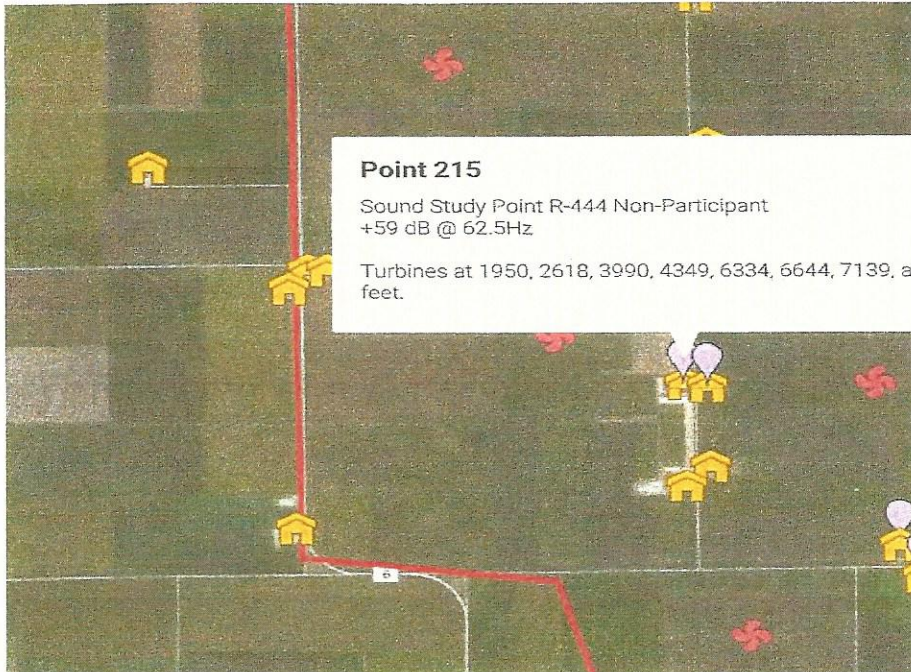 Point 215
Sound Study Point R-444 Non-Participant
+59 dB @ 62.5Hz
Turbines at 1950, 2618, 3990, 4349, 6334, 6644, 7139, a
feet.
6